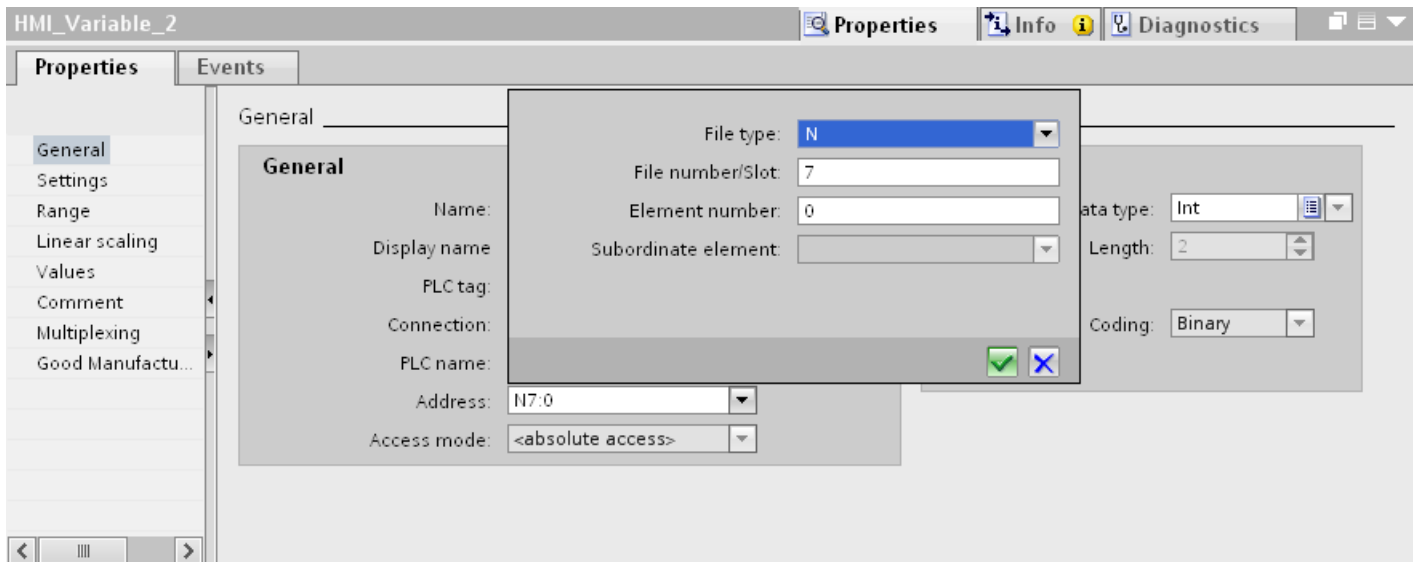 HMI_Variable_2
Properties
Info
Diagnostics
Properties
Events
General
Settings
Range
Linear scaling
Values
Comment
Multiplexing
Good Manufactu...
General
General
Name:
Display name
PLC tag:
Connection:
PLC name:
Address: N7:0
Access mode: <absolute access>
File type: N
File number/Slot: 7
Element number: 0
Subordinate element:
ata type: Int
Length: 2
Coding: Binary